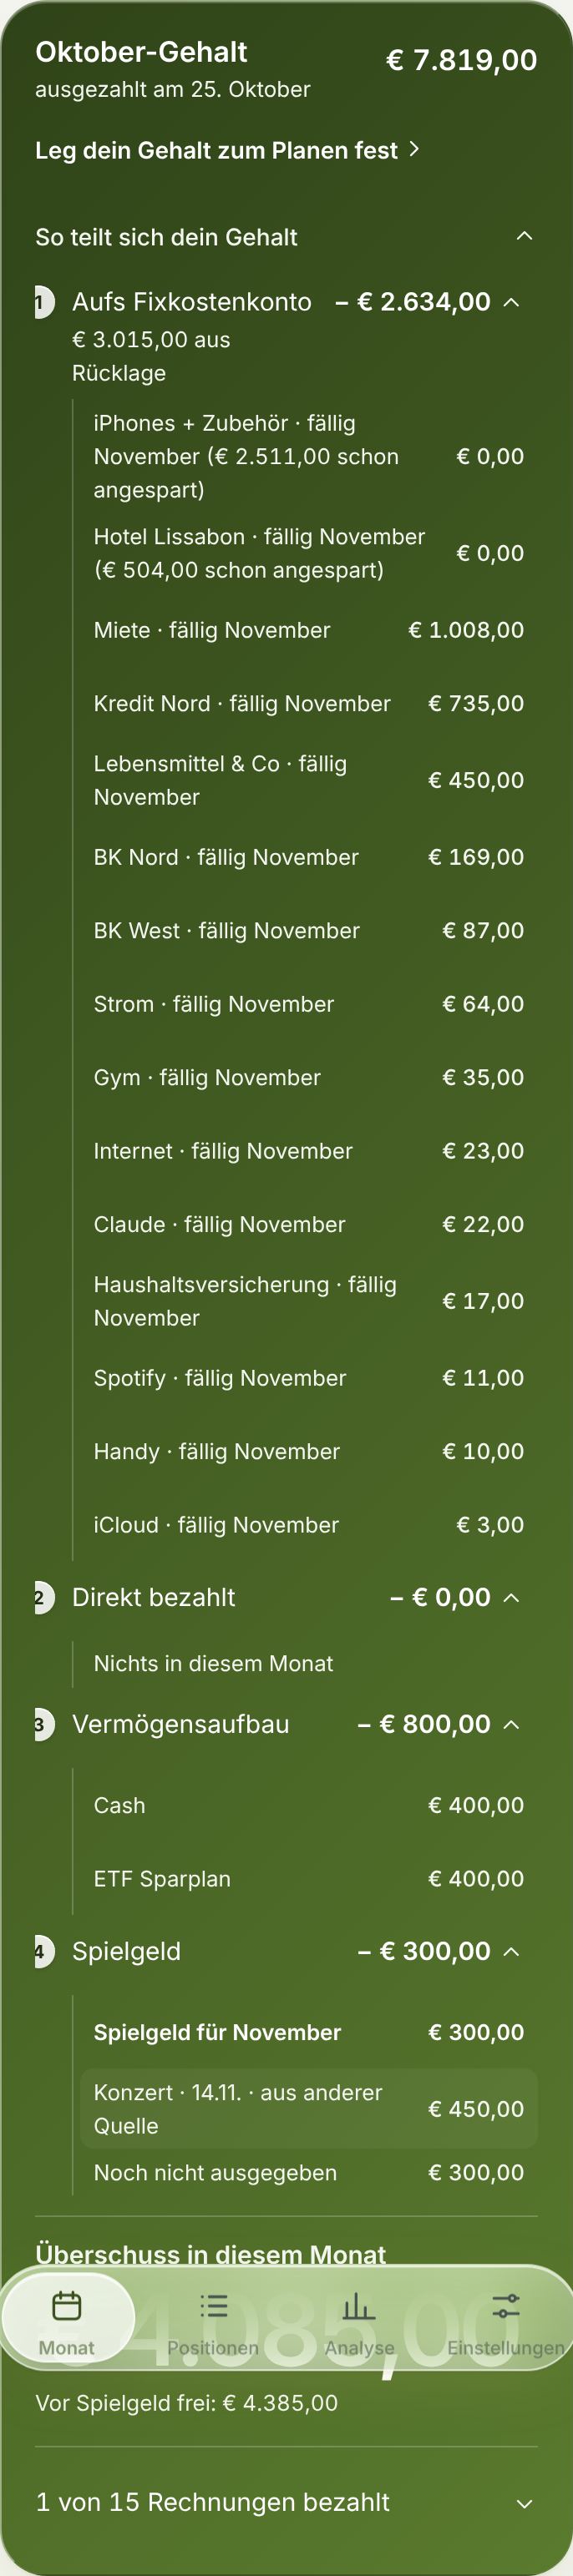 Oktober-Gehalt
€ 7.819,00
ausgezahlt am 25. Oktober
Leg dein Gehalt zum Planen fest
So teilt sich dein Gehalt
1 Aufs Fixkostenkonto – € 2.634,00
€ 3.015,00 aus
Rücklage
iPhones + Zubehör · fällig
November (€ 2.511,00 schon
angespart)
€ 0,00
Hotel Lissabon · fällig November
(€ 504,00 schon angespart)
€ 0,00
Miete · fällig November € 1.008,00
Kredit Nord · fällig November € 735,00
Lebensmittel & Co · fällig
November
€ 450,00
BK Nord · fällig November € 169,00
BK West · fällig November € 87,00
Strom · fällig November € 64,00
Gym · fällig November € 35,00
Internet · fällig November € 23,00
Claude · fällig November € 22,00
Haushaltsversicherung · fällig
November
€ 17,00
Spotify · fällig November € 11,00
Handy · fällig November € 10,00
iCloud · fällig November € 3,00
2 Direkt bezahlt – € 0,00
Nichts in diesem Monat
3 Vermögensaufbau – € 800,00
Cash € 400,00
ETF Sparplan € 400,00
4 Spielgeld – € 300,00
Spielgeld für November € 300,00
Konzert · 14.11. · aus anderer
Quelle
€ 450,00
Noch nicht ausgegeben € 300,00
Überschuss in diesem Monat
€ 4.085,00
Monat Positionen Analyse Einstellungen
Vor Spielgeld frei: € 4.385,00
1 von 15 Rechnungen bezahlt